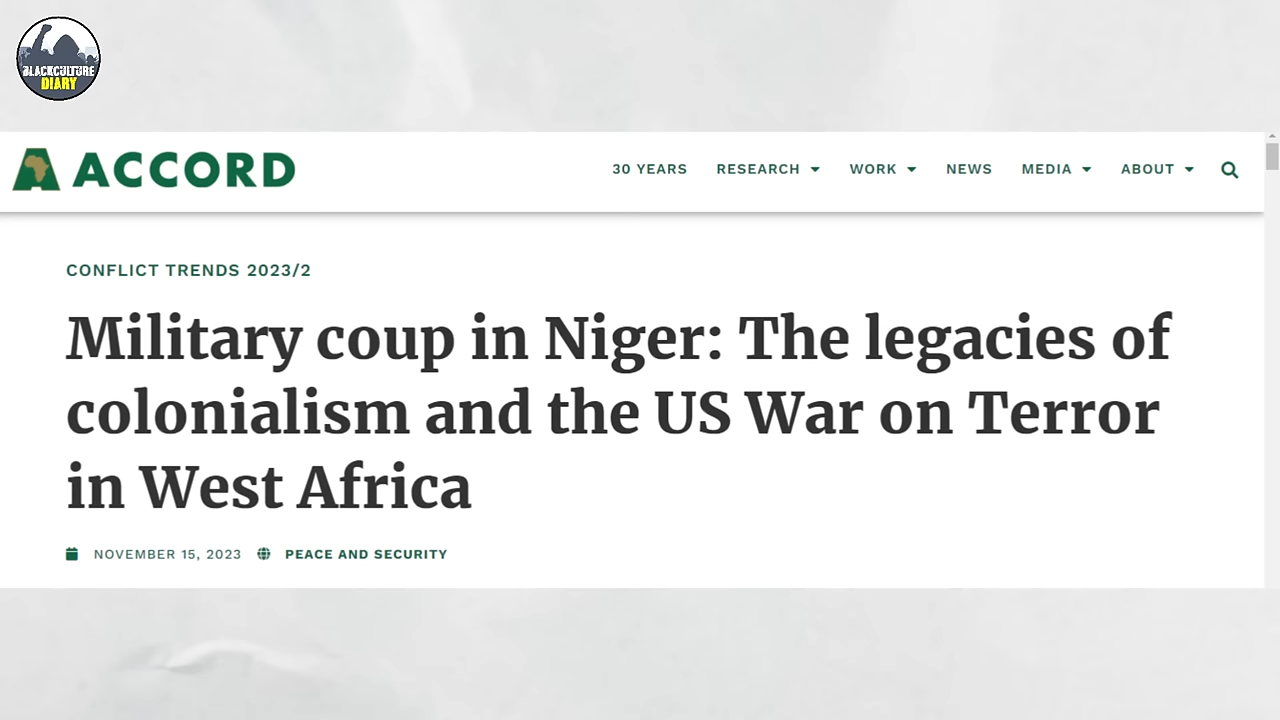 BLACKCULTURE
DIARY
ACCORD
30 YEARS RESEARCH WORK NEWS MEDIA ABOUT
CONFLICT TRENDS 2023/2
Military coup in Niger: The legacies of
colonialism and the US War on Terror
in West Africa
NOVEMBER 15, 2023 PEACE AND SECURITY